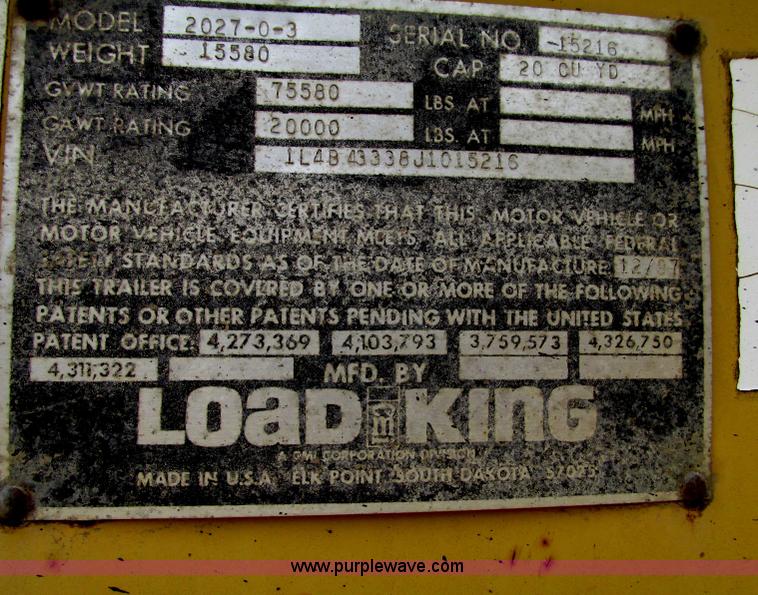 MODEL 2027-0-3 SERIAL NO. -15216
WEIGHT 15580 CAP 20 CU YD
GVWT RATING 75580 LBS AT MPH
GAWT RATING 20000 LBS AT MPH
VIN 1L4B43338J1015216
THE MANUFACTURER CERTIFIES THAT THIS MOTOR VEHICLE OR
MOTOR VEHICLE EQUIPMENT MEETS ALL APPLICABLE FEDERAL
SAFETY STANDARDS AS OF THE DATE OF MANUFACTURE 12/87
THIS TRAILER IS COVERED BY ONE OR MORE OF THE FOLLOWING
PATENTS OR OTHER PATENTS PENDING WITH THE UNITED STATES
PATENT OFFICE 4,273,369 4,103,793 3,759,573 4,326,750
4,311,322 MFD. BY
LOAD KING
A CMI CORPORATION DIVISION
MADE IN U.S.A. ELK POINT SOUTH DAKOTA 57025
www.purplewave.com